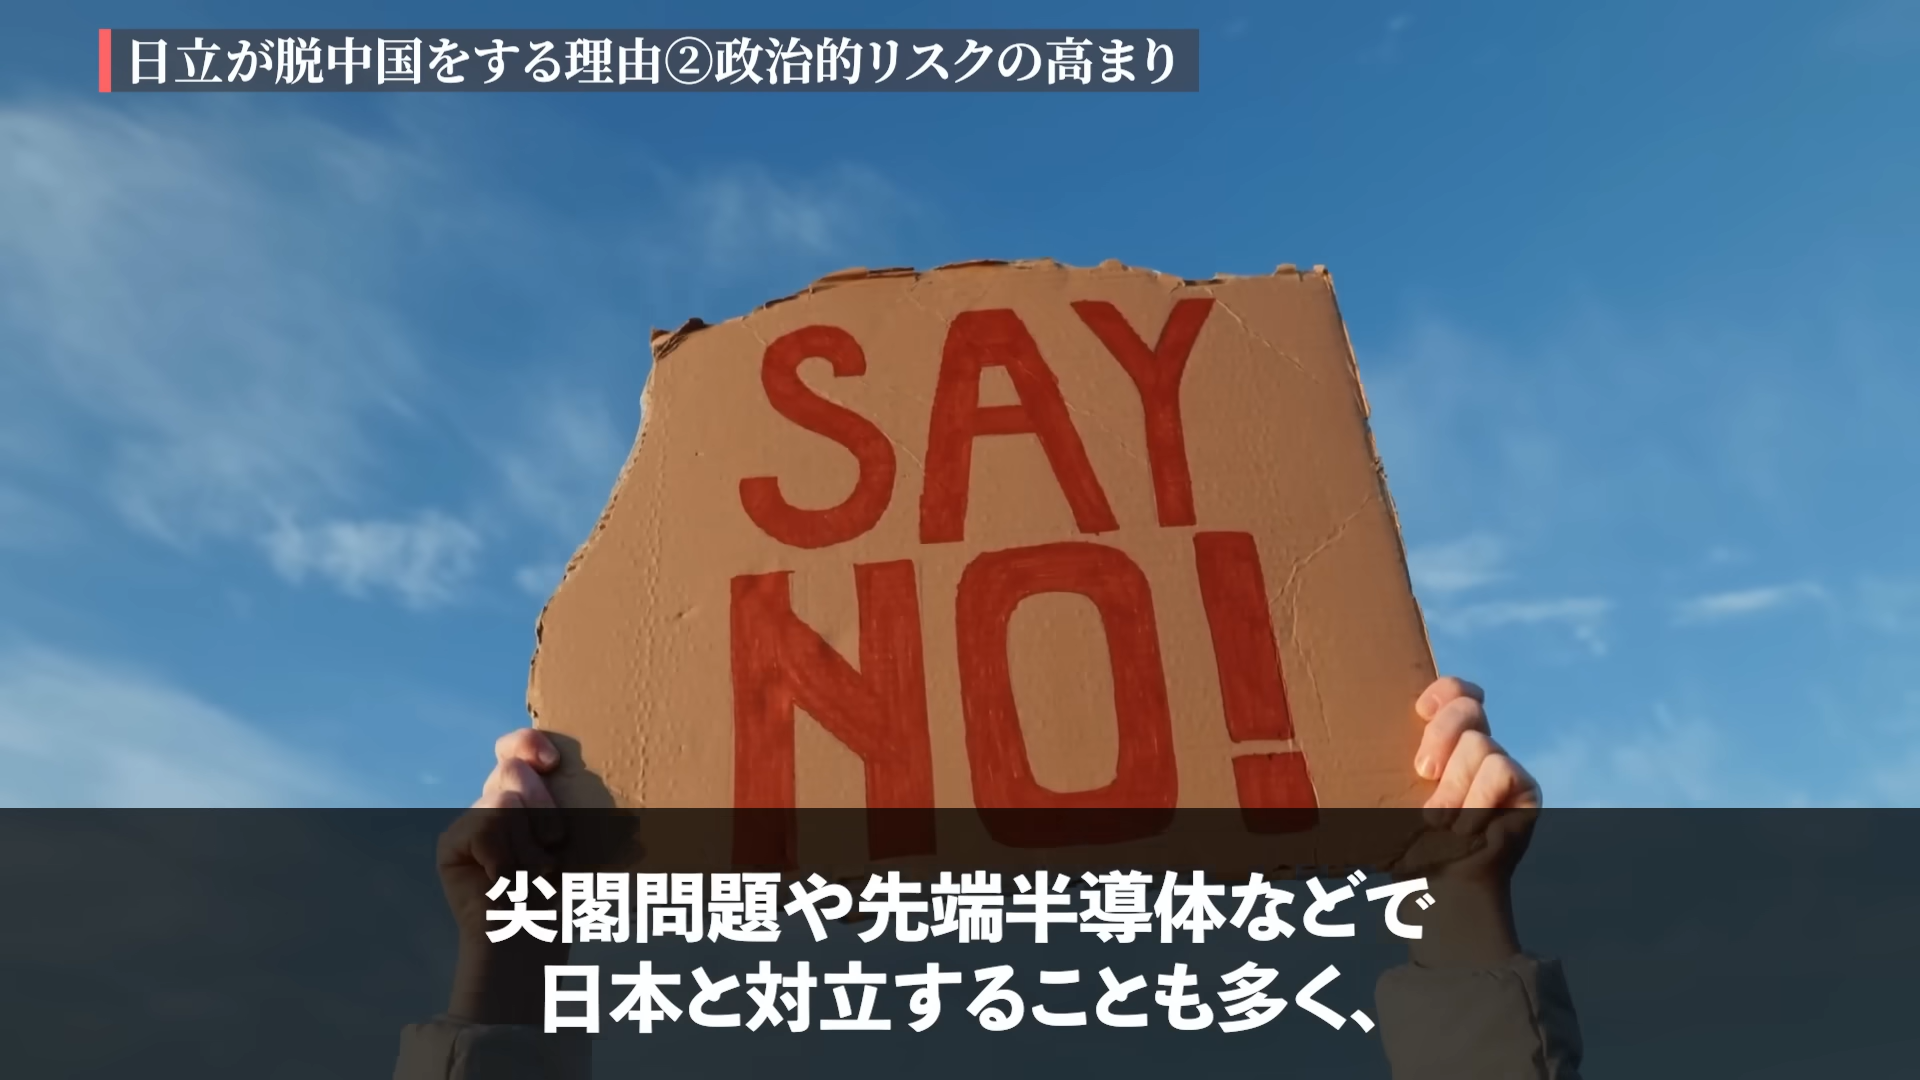 日立が脱中国をする理由②政治的リスクの高まり
SAY
NO!
尖閣問題や先端半導体などで
日本と対立することも多く、